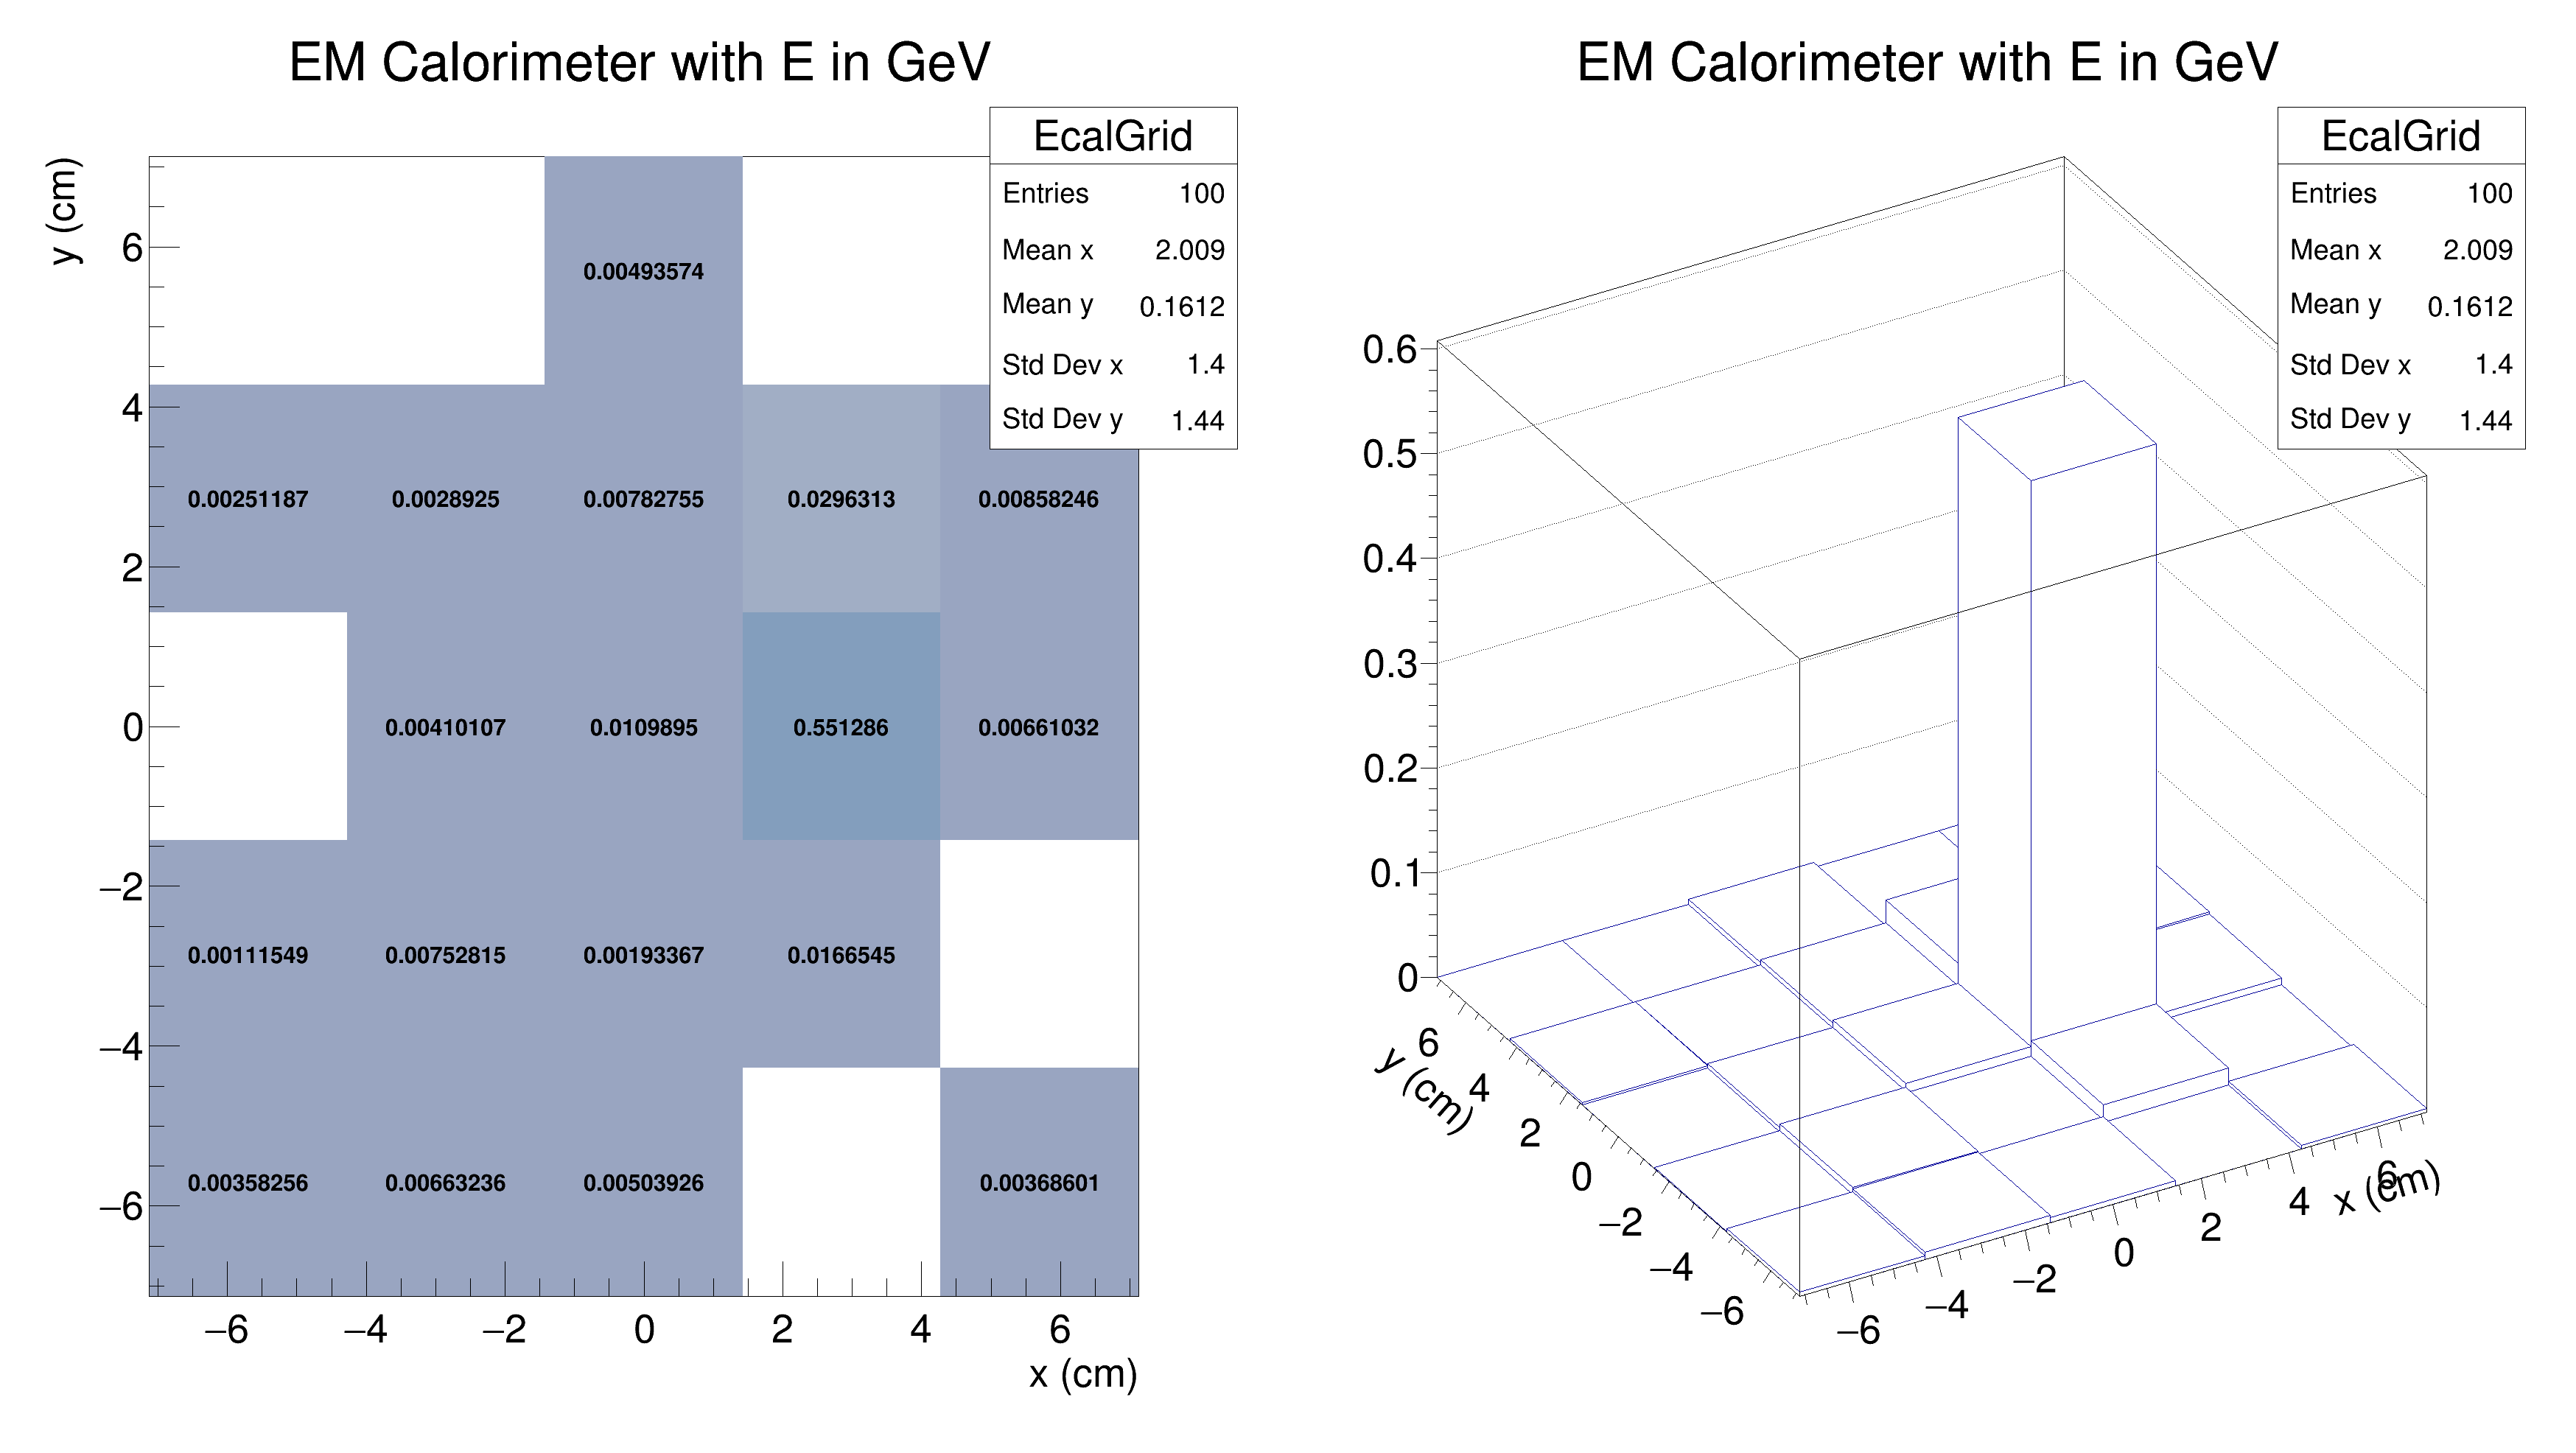 EM Calorimeter with E in GeV
EcalGrid
Entries 100
Mean x 2.009
Mean y 0.1612
Std Dev x 1.4
Std Dev y 1.44
y (cm)
6
4
2
0
−2
−4
−6
0.00493574
0.00251187 0.0028925 0.00782755 0.0296313 0.00858246
0.00410107 0.0109895 0.551286 0.00661032
0.00111549 0.00752815 0.00193367 0.0166545
0.00358256 0.00663236 0.00503926 0.00368601
−6 −4 −2 0 2 4 6
x (cm)
EM Calorimeter with E in GeV
EcalGrid
Entries 100
Mean x 2.009
Mean y 0.1612
Std Dev x 1.4
Std Dev y 1.44
0.6
0.5
0.4
0.3
0.2
0.1
0
6
4
2
0
−2
−4
−6
y (cm)
−6 −4 −2 0 2 4 6
x (cm)